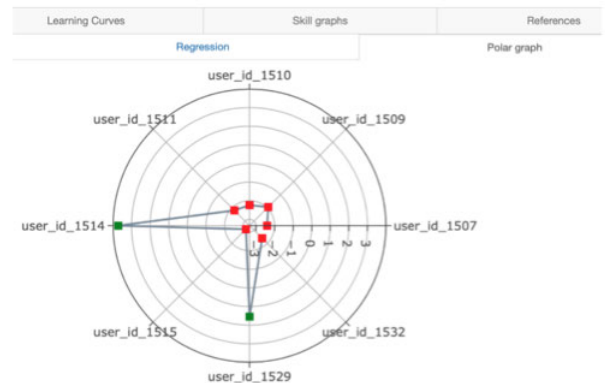 Learning Curves Skill graphs References
Regression Polar graph
user_id_1510
user_id_1511 user_id_1509
user_id_1514 user_id_1507
−3 −2 −1 0 1 2 3
user_id_1515 user_id_1532
user_id_1529